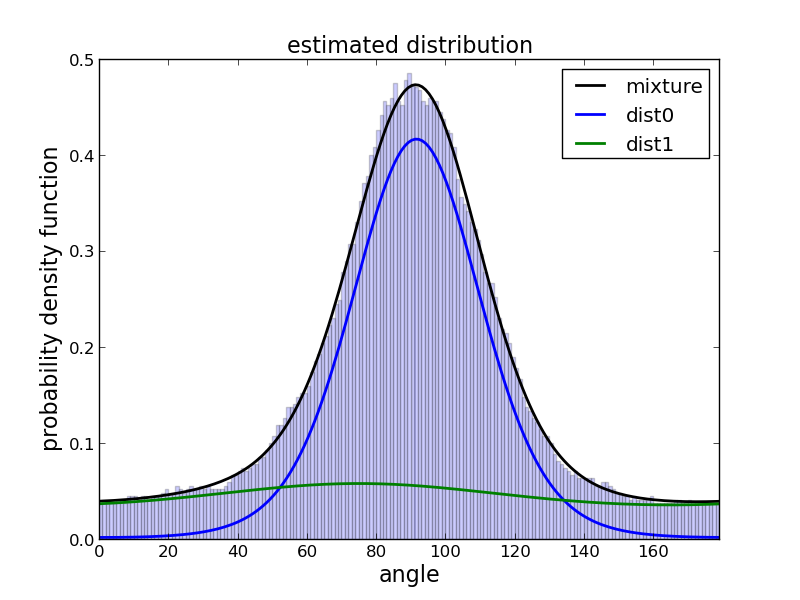 estimated distribution
0.5
mixture
dist0
dist1
0.4
0.3
0.2
0.1
0.0
probability density function
0 20 40 60 80 100 120 140 160
angle